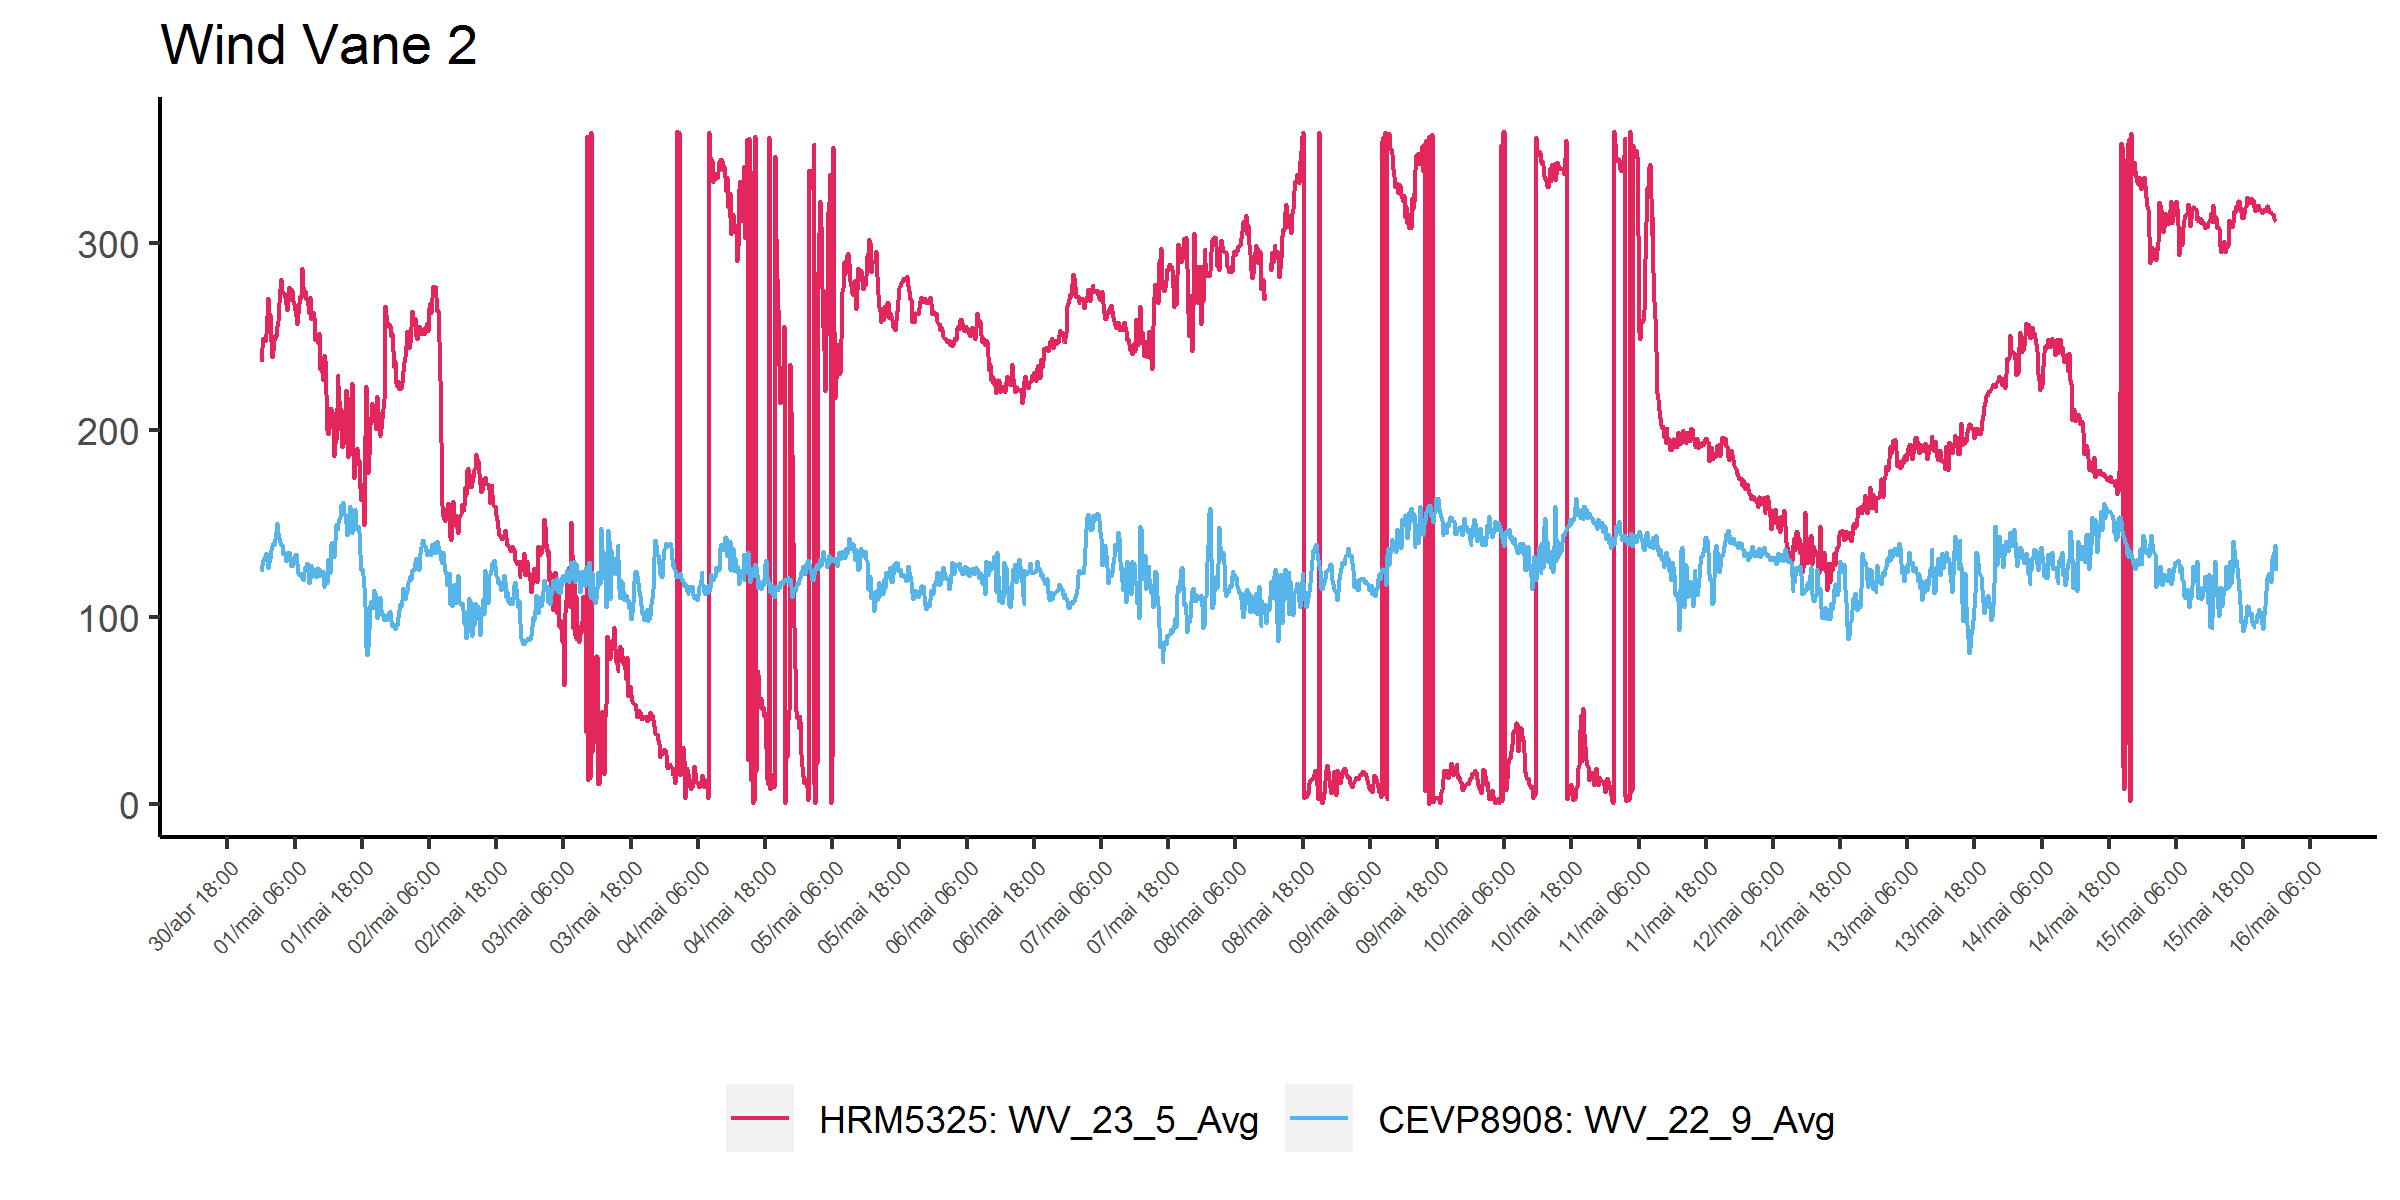 Wind Vane 2
300
200
100
0
30/abr 18:00
01/mai 06:00
01/mai 18:00
02/mai 06:00
02/mai 18:00
03/mai 06:00
03/mai 18:00
04/mai 06:00
04/mai 18:00
05/mai 06:00
05/mai 18:00
06/mai 06:00
06/mai 18:00
07/mai 06:00
07/mai 18:00
08/mai 06:00
08/mai 18:00
09/mai 06:00
09/mai 18:00
10/mai 06:00
10/mai 18:00
11/mai 06:00
11/mai 18:00
12/mai 06:00
12/mai 18:00
13/mai 06:00
13/mai 18:00
14/mai 06:00
14/mai 18:00
15/mai 06:00
15/mai 18:00
16/mai 06:00
HRM5325: WV_23_5_Avg
CEVP8908: WV_22_9_Avg